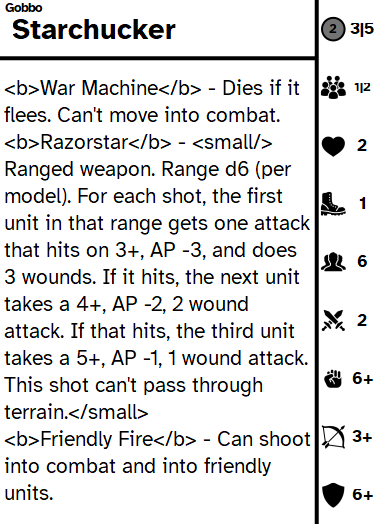 Gobbo
Starchucker
<b>War Machine</b> - Dies if it
flees. Can't move into combat.
<b>Razorstar</b> - <small/>
Ranged weapon. Range d6 (per
model). For each shot, the first
unit in that range gets one attack
that hits on 3+, AP -3, and does
3 wounds. If it hits, the next unit
takes a 4+, AP -2, 2 wound
attack. If that hits, the third unit
takes a 5+, AP -1, 1 wound attack.
This shot can't pass through
terrain.</small>
<b>Friendly Fire</b> - Can shoot
into combat and into friendly
units.
2 3|5
1|2
2
1
6
2
6+
3+
6+